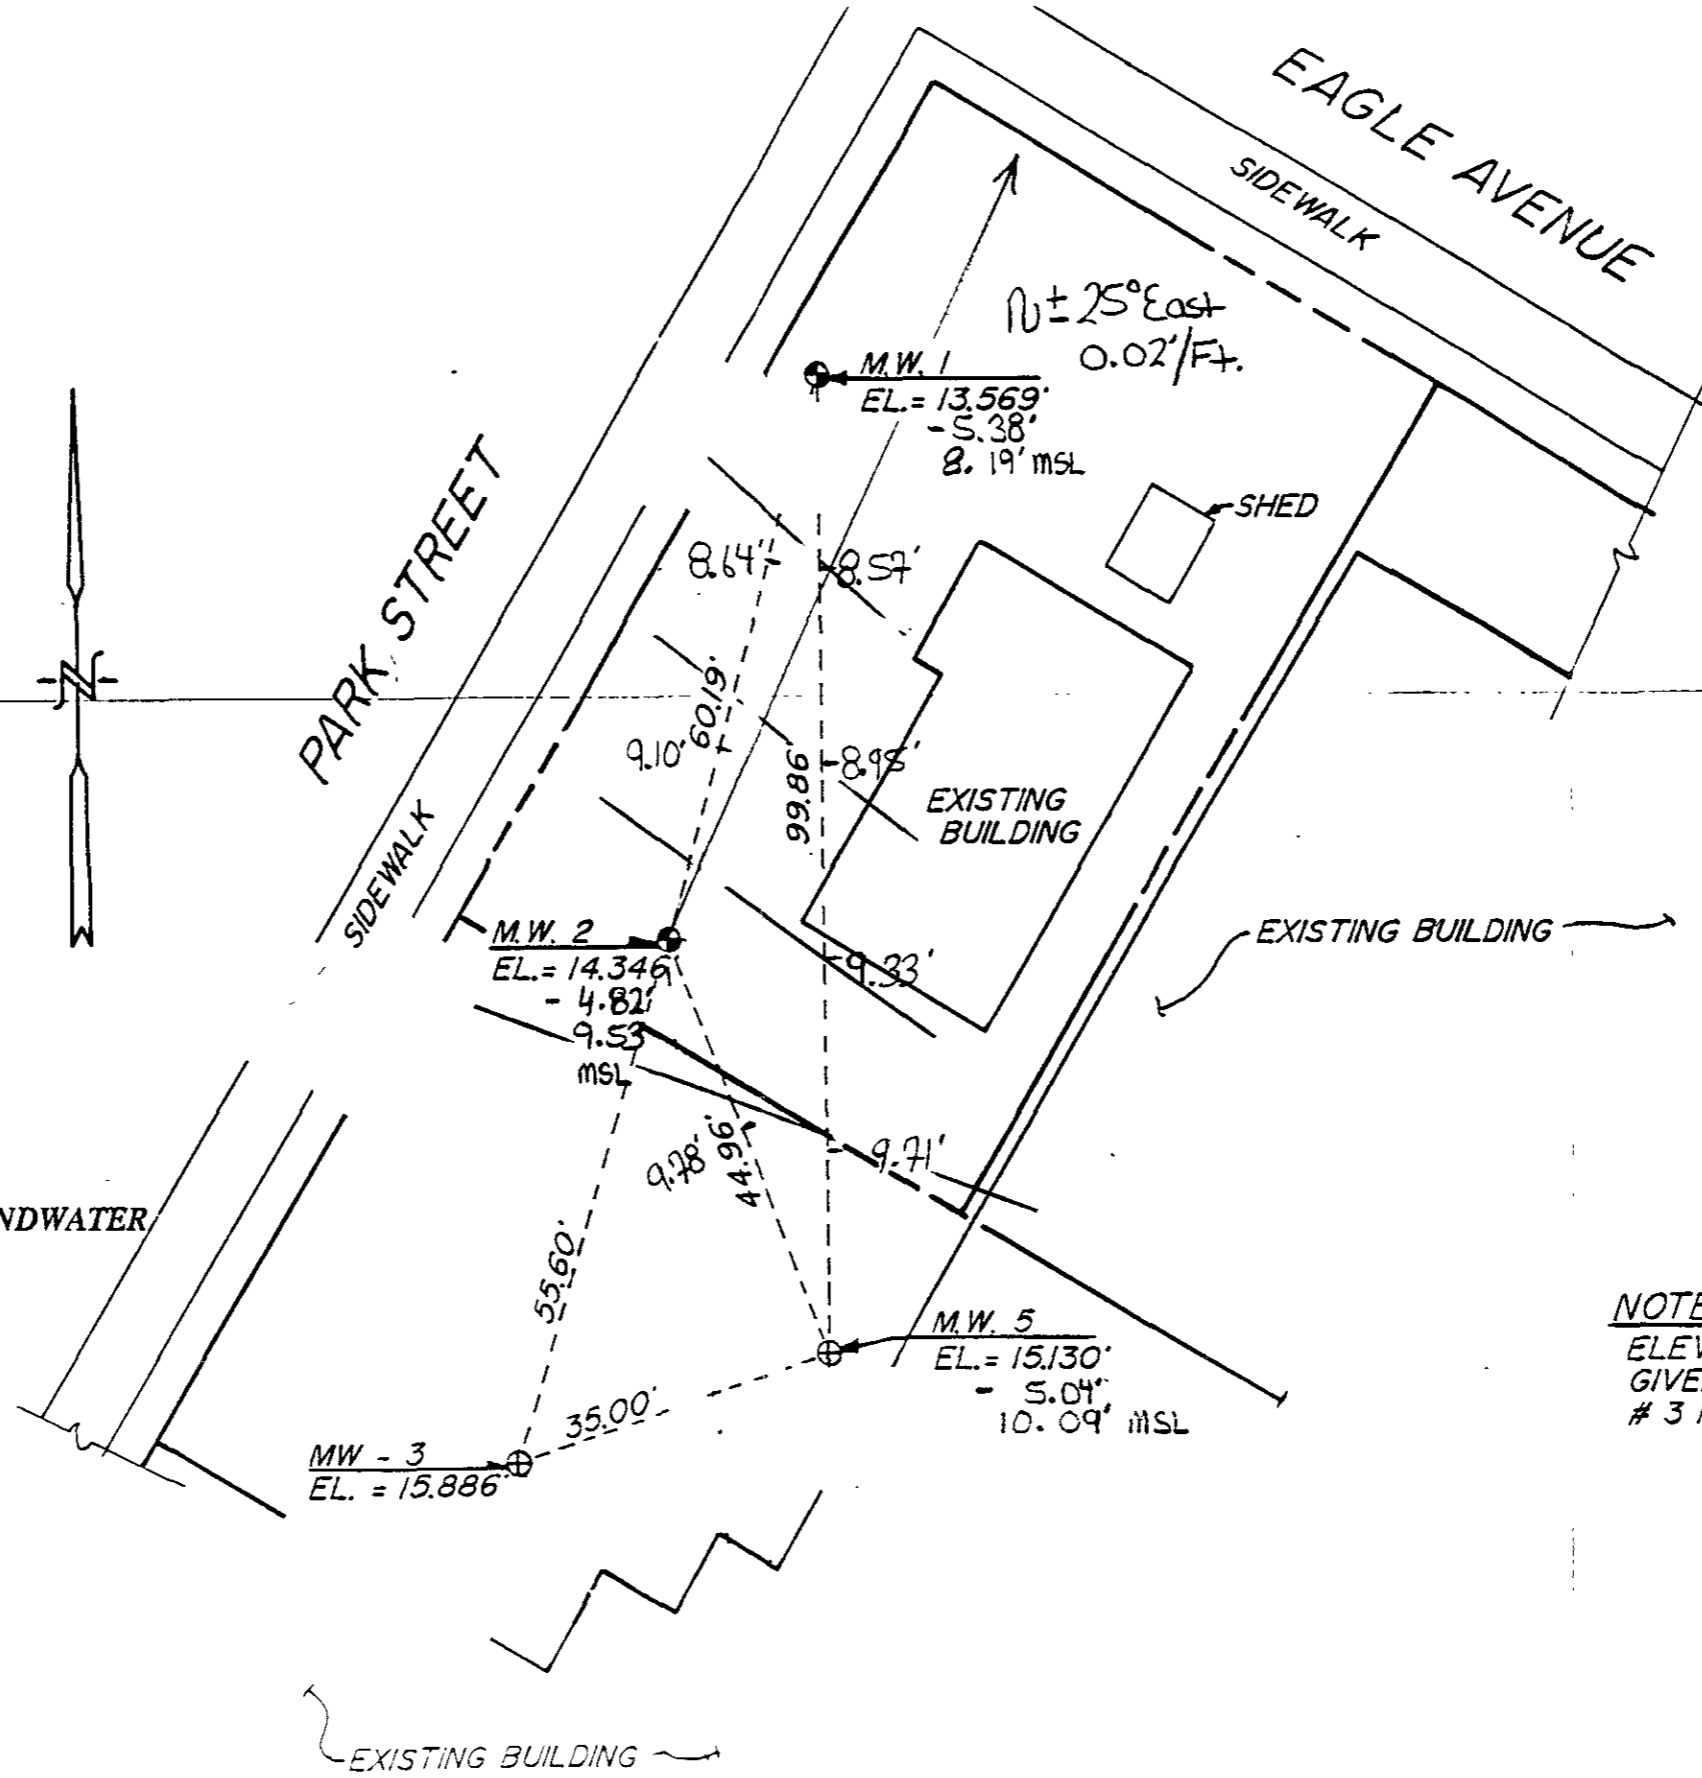 EAGLE AVENUE
SIDEWALK
N ± 25° East
0.02'/Ft.
M.W. 1
EL.= 13.569'
- 5.38'
8.19' msl
SHED
PARK STREET
8.64'
8.57'
60.19'
9.10'
99.86'
8.98'
N
EXISTING
BUILDING
SIDEWALK
M.W. 2
EL.= 14.346'
- 4.82'
9.53
msl
9.33'
EXISTING BUILDING
9.78'
44.96'
9.71'
NDWATER
55.60'
M.W. 5
EL.= 15.130'
- 5.04'
10.09' msl
35.00'
MW - 3
EL. = 15.886'
NOTE
ELEV
GIVE
# 3
EXISTING BUILDING